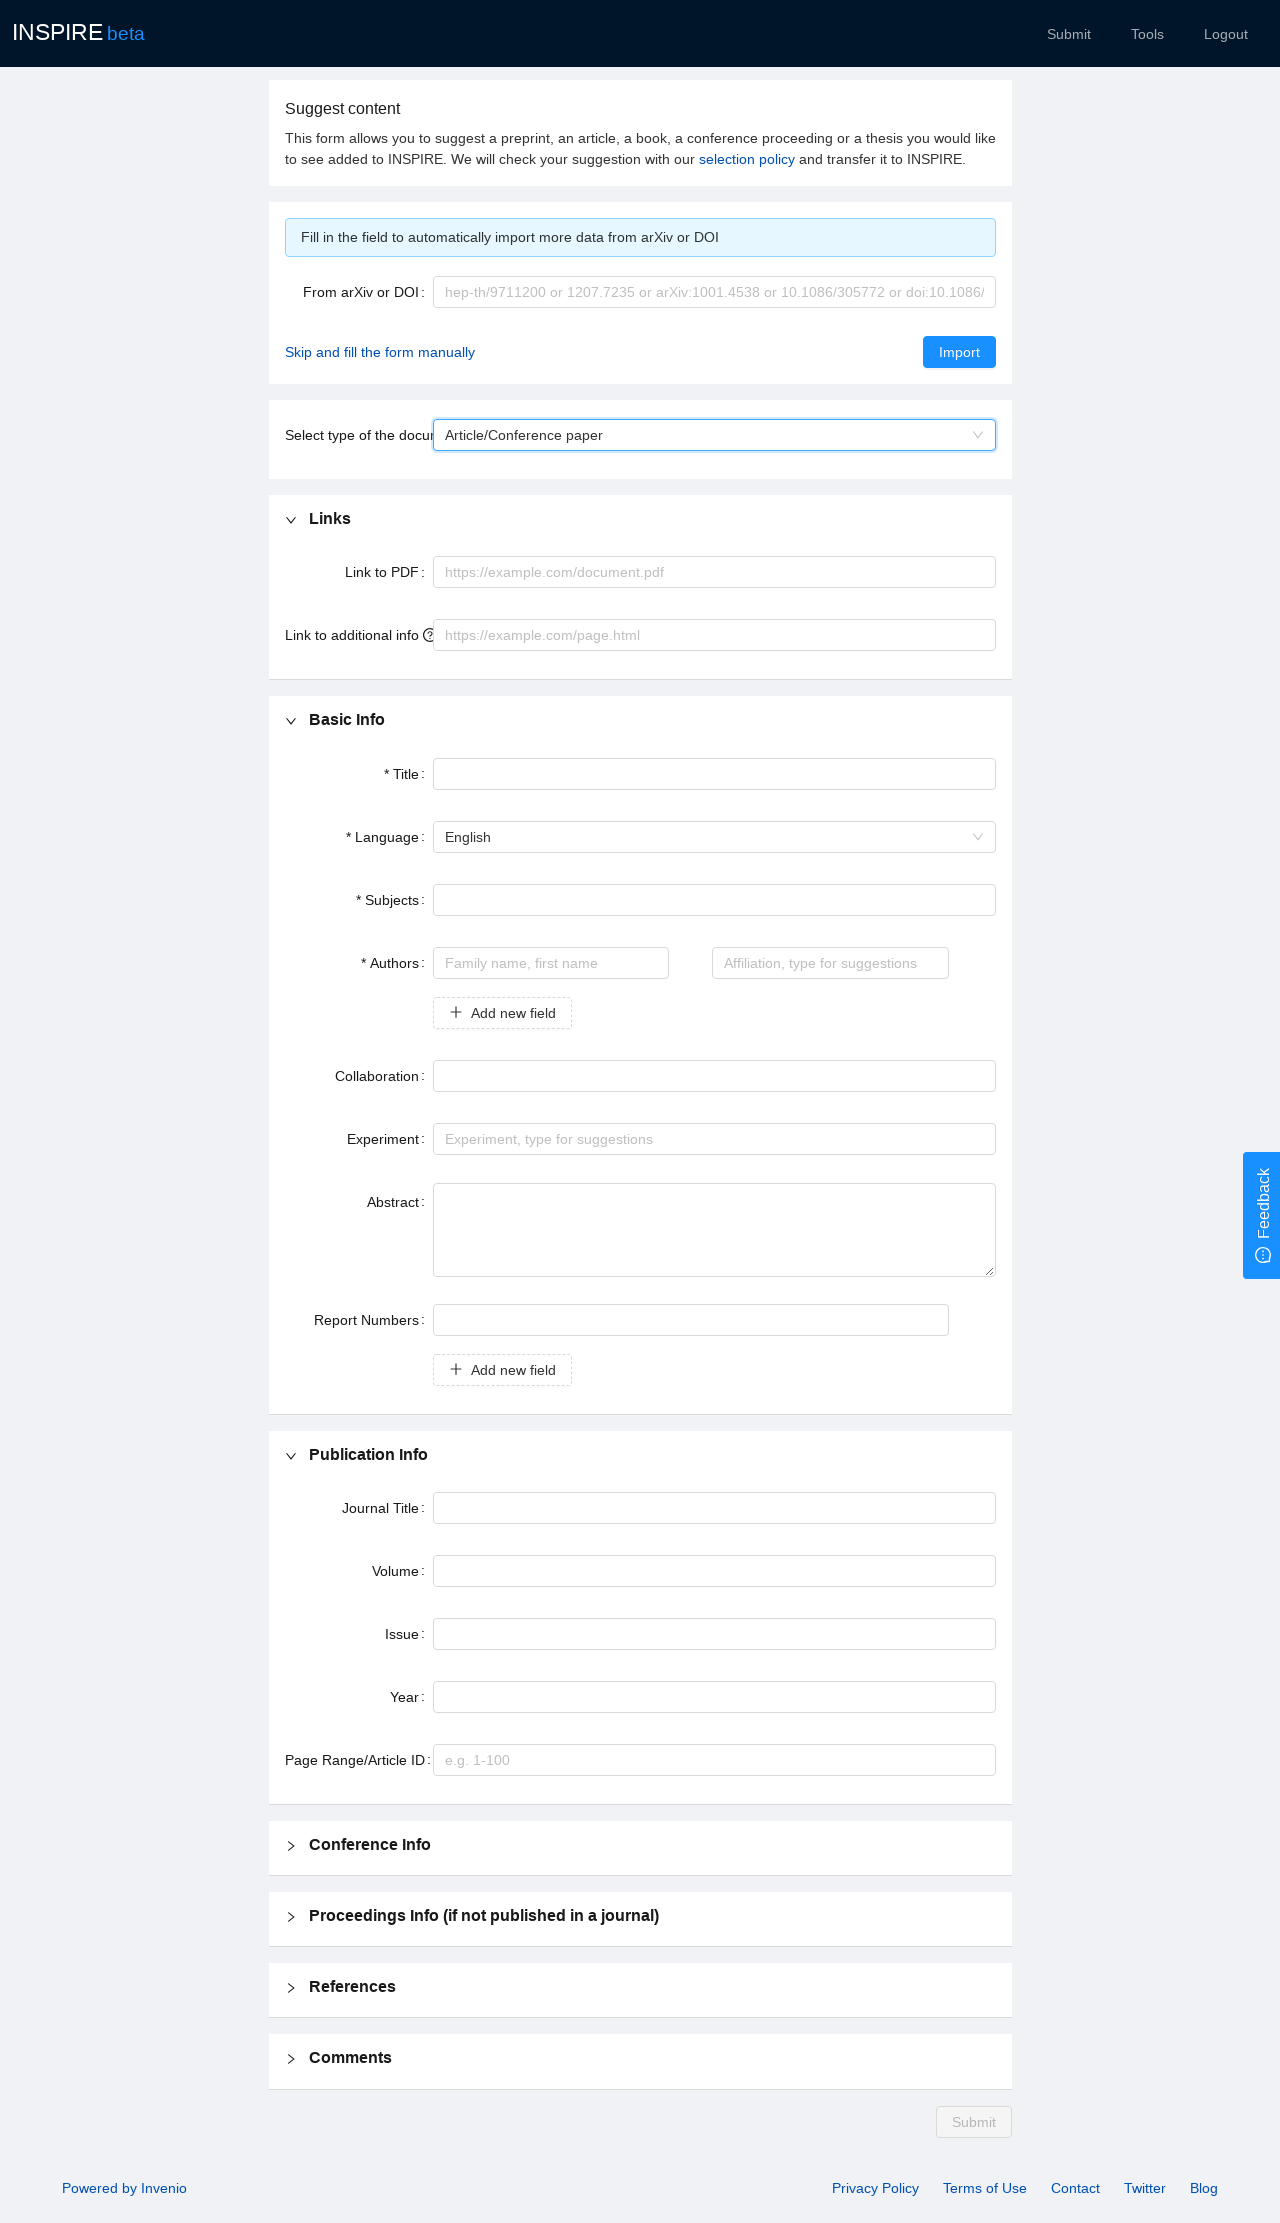 INSPIRE beta
Submit
Tools
Logout
Suggest content
This form allows you to suggest a preprint, an article, a book, a conference proceeding or a thesis you would like
to see added to INSPIRE. We will check your suggestion with our selection policy and transfer it to INSPIRE.
Fill in the field to automatically import more data from arXiv or DOI
From arXiv or DOI :
hep-th/9711200 or 1207.7235 or arXiv:1001.4538 or 10.1086/305772 or doi:10.1086/
Skip and fill the form manually
Import
Select type of the docu
Article/Conference paper
Links
Link to PDF :
https://example.com/document.pdf
Link to additional info
https://example.com/page.html
Basic Info
* Title :
* Language :
English
* Subjects :
* Authors :
Family name, first name
Affiliation, type for suggestions
Add new field
Collaboration :
Experiment :
Experiment, type for suggestions
Abstract :
Feedback
Report Numbers :
Add new field
Publication Info
Journal Title :
Volume :
Issue :
Year :
Page Range/Article ID :
e.g. 1-100
Conference Info
Proceedings Info (if not published in a journal)
References
Comments
Submit
Powered by Invenio
Privacy Policy
Terms of Use
Contact
Twitter
Blog